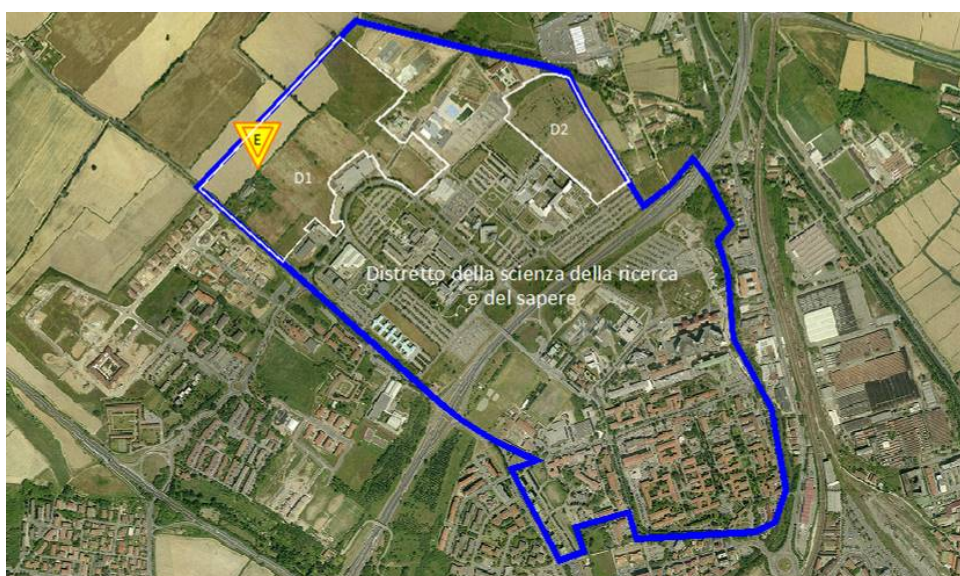 E
D2
D1
Distretto della scienza della ricerca
e del sapere